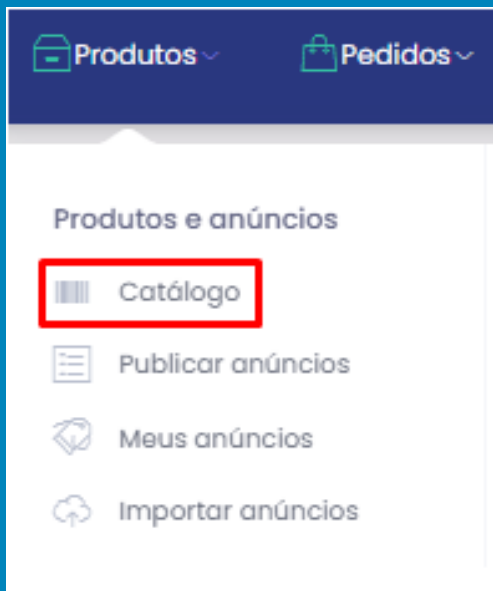 Produtos Pedidos
Produtos e anúncios
Catálogo
Publicar anúncios
Meus anúncios
Importar anúncios